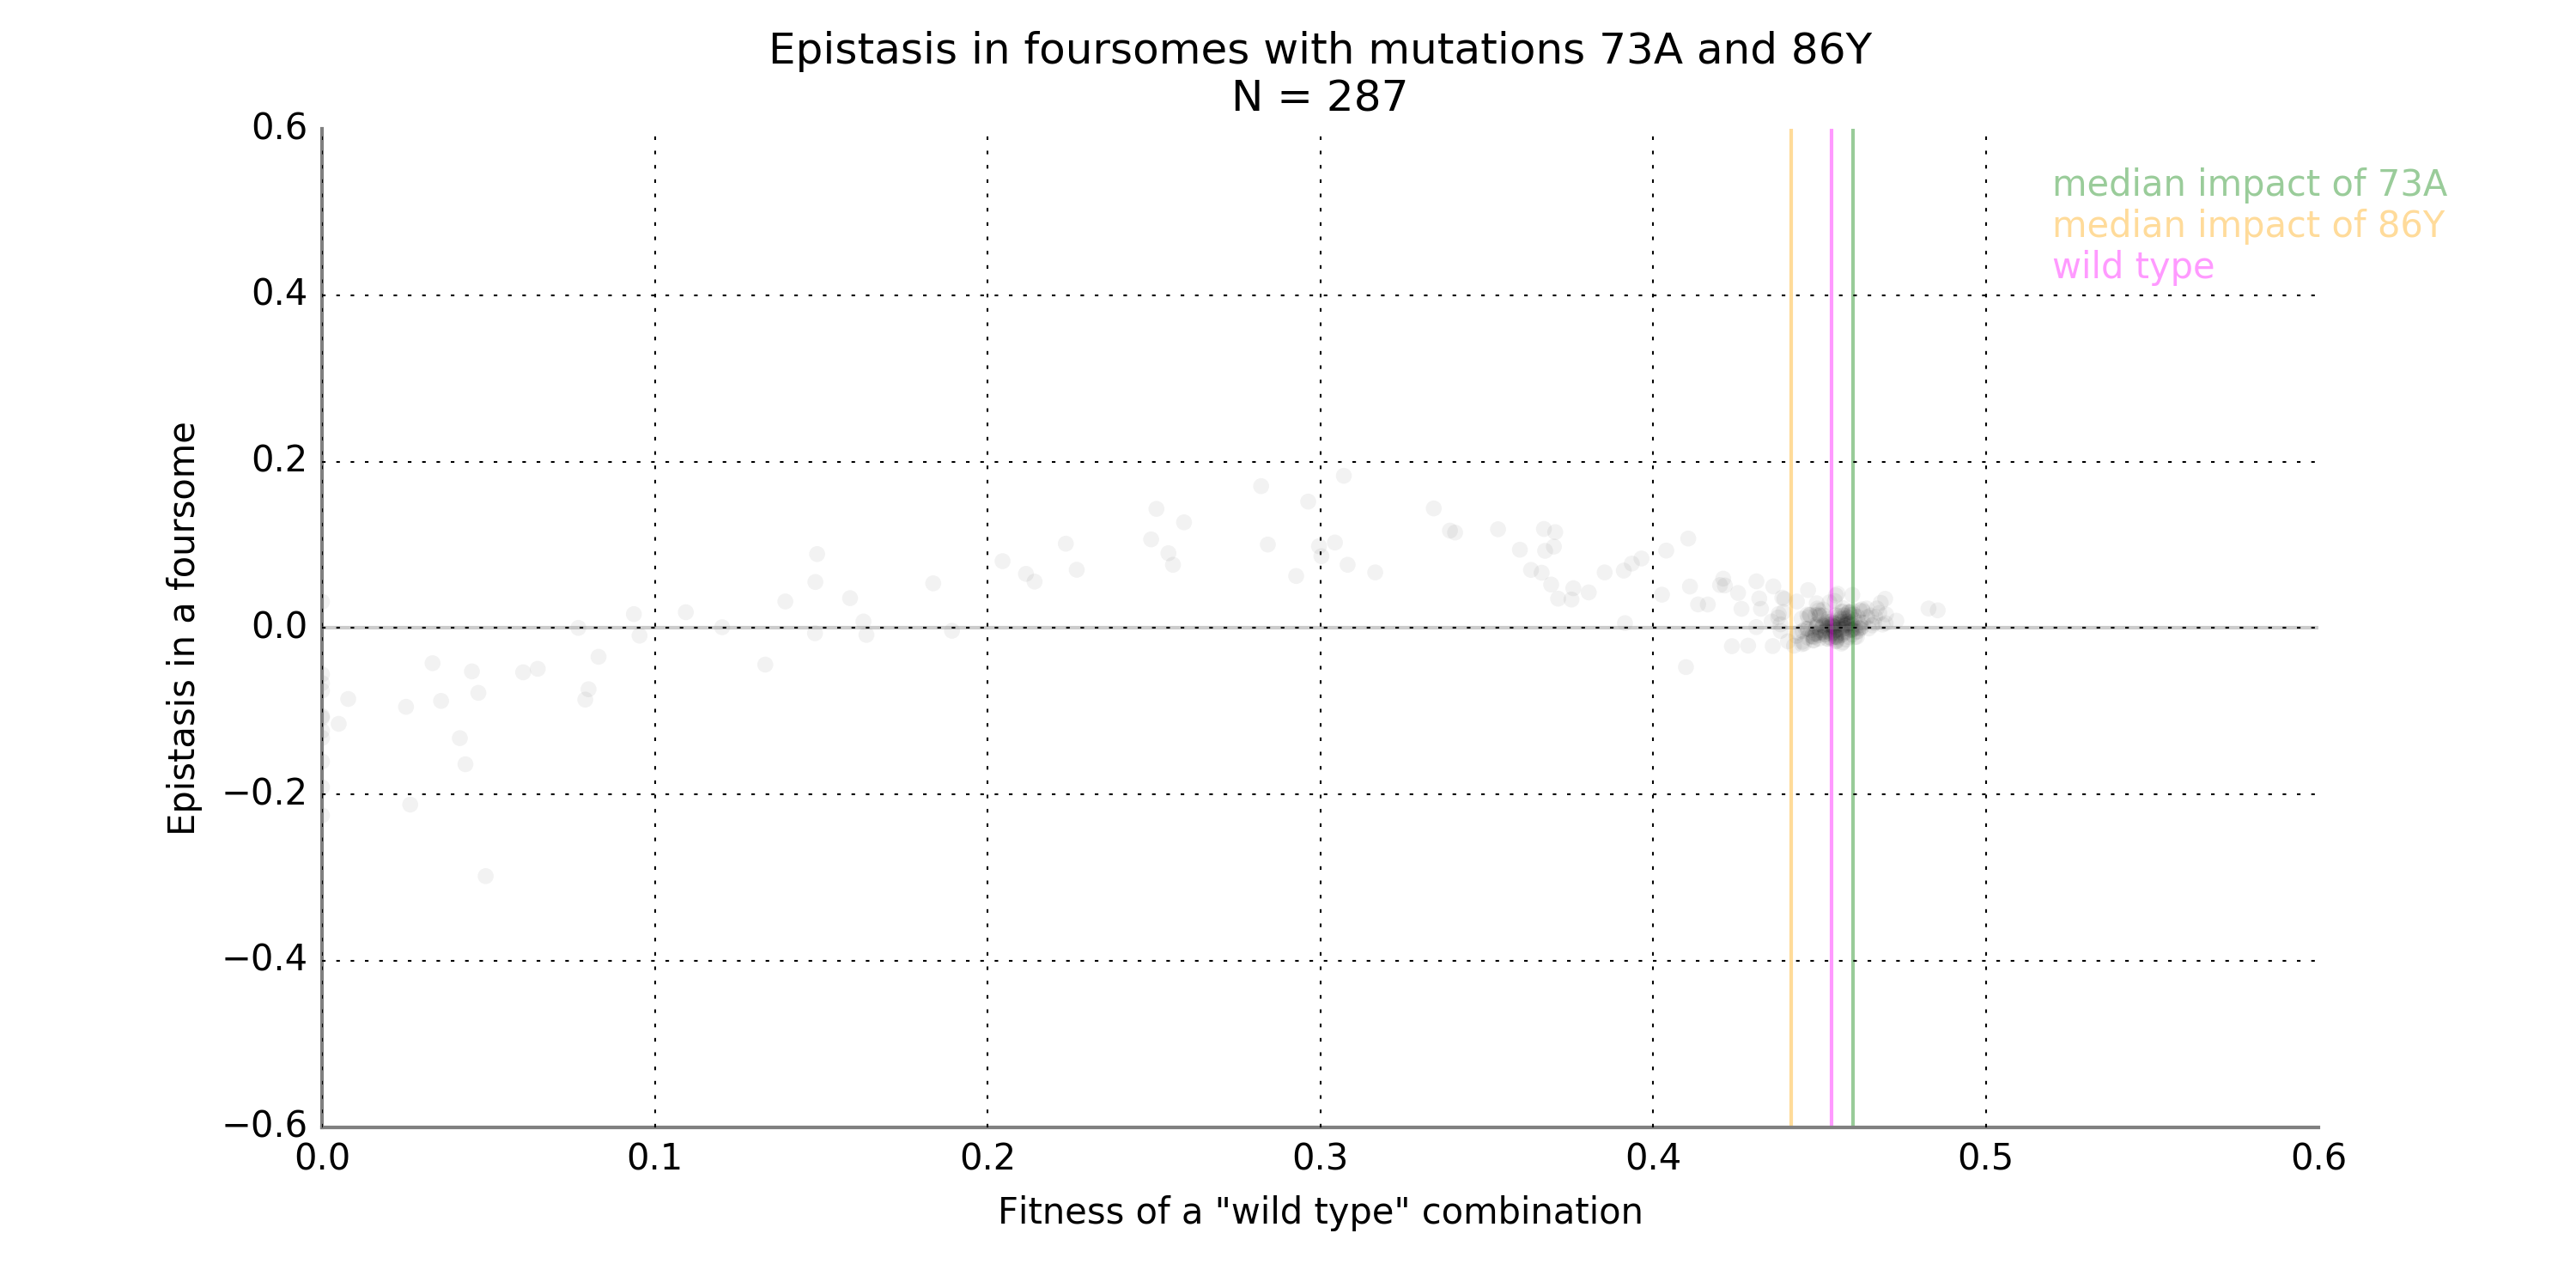 Epistasis in foursomes with mutations 73A and 86Y
N = 287
0.6
0.4
0.2
0.0
−0.2
−0.4
−0.6
Epistasis in a foursome
median impact of 73A
median impact of 86Y
wild type
0.0 0.1 0.2 0.3 0.4 0.5 0.6
Fitness of a "wild type" combination